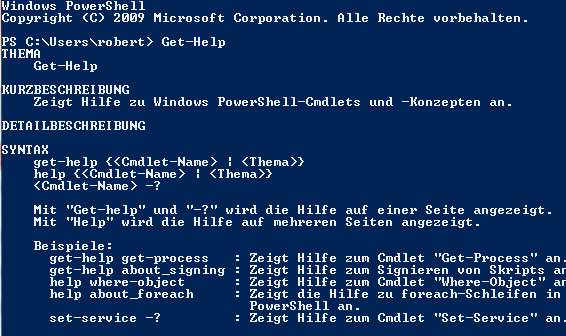 Windows PowerShell
Copyright (C) 2009 Microsoft Corporation. Alle Rechte vorbehalten.
PS C:\Users\robert> Get-Help
THEMA
Get-Help
KURZBESCHREIBUNG
Zeigt Hilfe zu Windows PowerShell-Cmdlets und -Konzepten an.
DETAILBESCHREIBUNG
SYNTAX
get-help {<Cmdlet-Name> | <Thema>}
help {<Cmdlet-Name> | <Thema>}
<Cmdlet-Name> -?
Mit "Get-help" und "-?" wird die Hilfe auf einer Seite angezeigt.
Mit "Help" wird die Hilfe auf mehreren Seiten angezeigt.
Beispiele:
get-help get-process : Zeigt Hilfe zum Cmdlet "Get-Process" an.
get-help about_signing : Zeigt Hilfe zum Signieren von Skripts an
help where-object : Zeigt Hilfe zum Cmdlet "Where-Object" an
help about_foreach : Zeigt die Hilfe zu foreach-Schleifen in
PowerShell an.
set-service -? : Zeigt Hilfe zum Cmdlet "Set-Service" an.